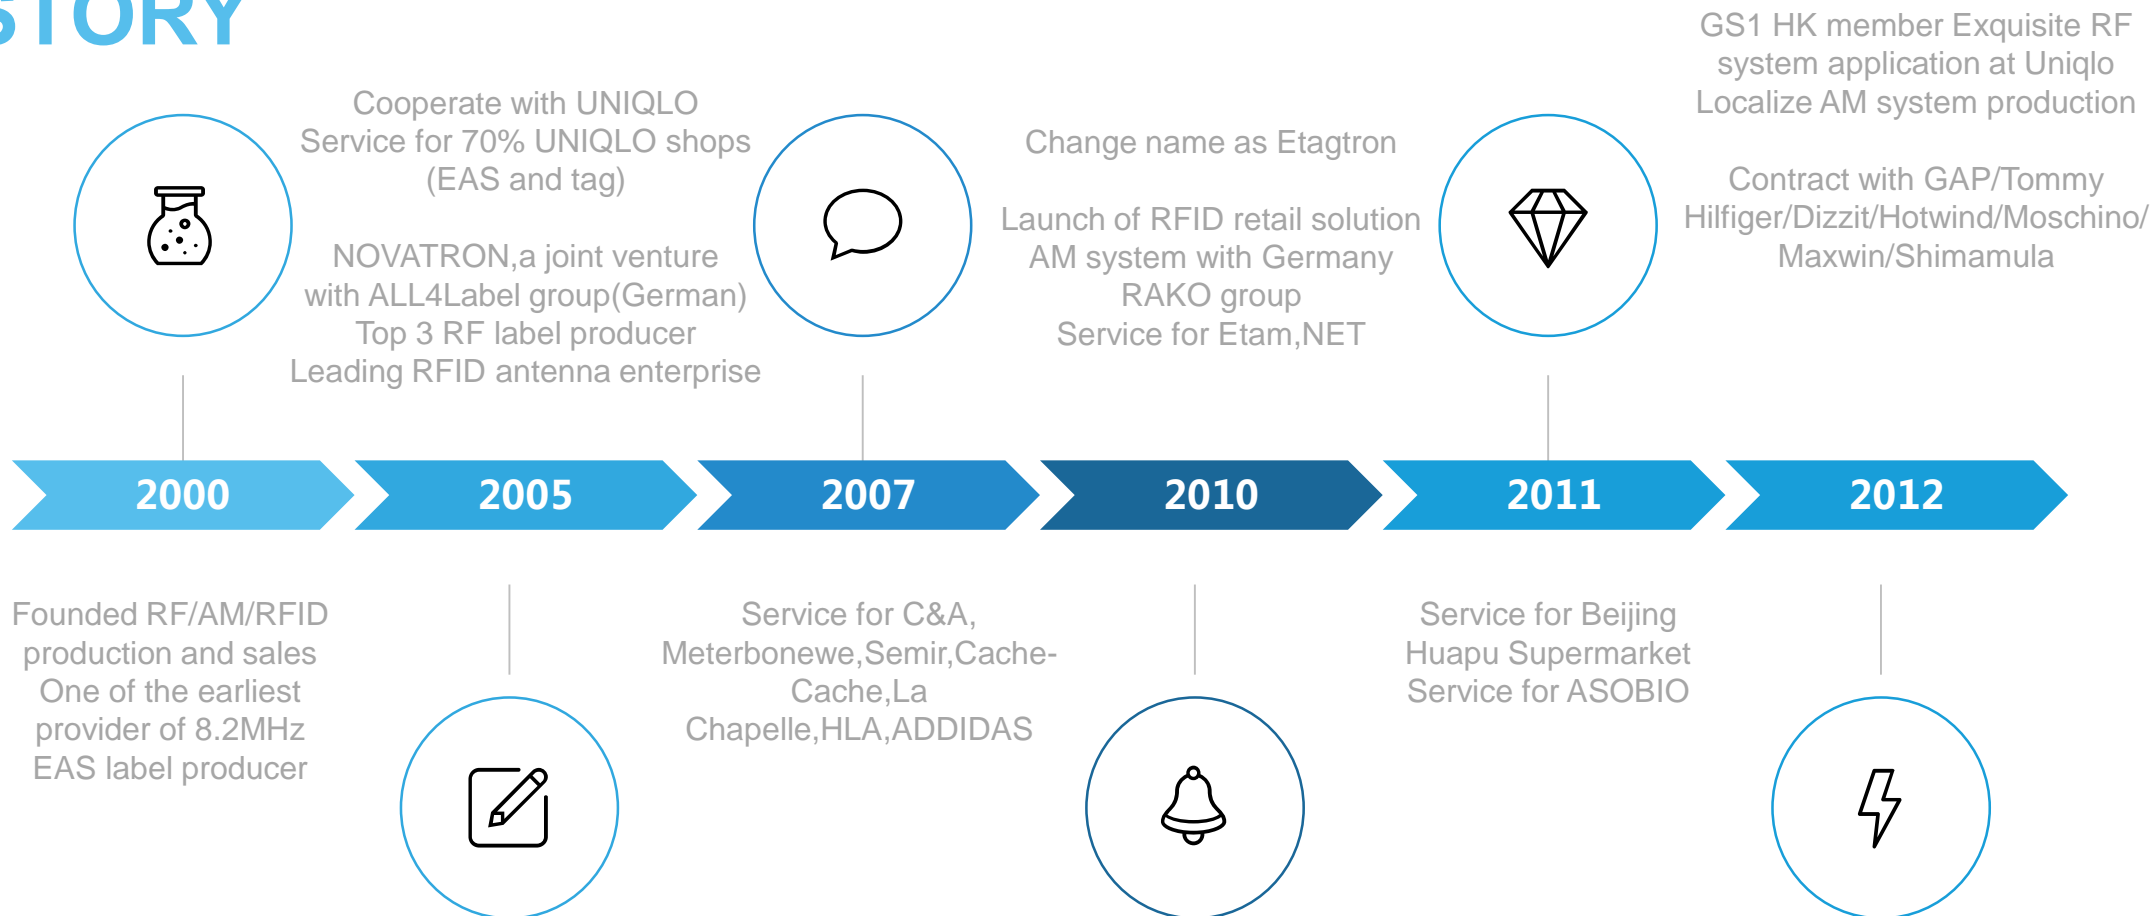 STORY
Cooperate with UNIQLO
Service for 70% UNIQLO shops
(EAS and tag)
NOVATRON,a joint venture
with ALL4Label group(German)
Top 3 RF label producer
Leading RFID antenna enterprise
Change name as Etagtron
Launch of RFID retail solution
AM system with Germany
RAKO group
Service for Etam,NET
GS1 HK member Exquisite RF
system application at Uniqlo
Localize AM system production
Contract with GAP/Tommy
Hilfiger/Dizzit/Hotwind/Moschino/
Maxwin/Shimamula
2000
2005
2007
2010
2011
2012
Founded RF/AM/RFID
production and sales
One of the earliest
provider of 8.2MHz
EAS label producer
Service for C&A,
Meterbonewe,Semir,Cache-
Cache,La
Chapelle,HLA,ADDIDAS
Service for Beijing
Huapu Supermarket
Service for ASOBIO